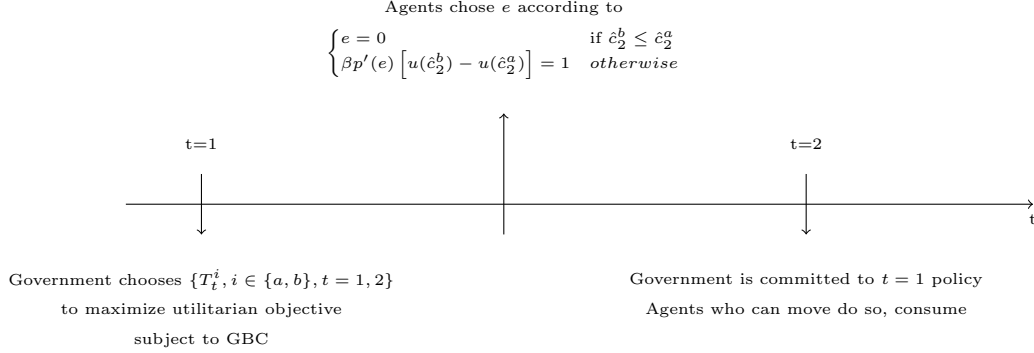 Agents chose e according to
{ e = 0 if ĉ₂ᵇ ≤ ĉ₂ᵃ
βp′(e) [u(ĉ₂ᵇ) − u(ĉ₂ᵃ)] = 1 otherwise
t=1
t=2
t
Government chooses {Tₜⁱ, i ∈ {a, b}, t = 1, 2}
to maximize utilitarian objective
subject to GBC
Government is committed to t = 1 policy
Agents who can move do so, consume